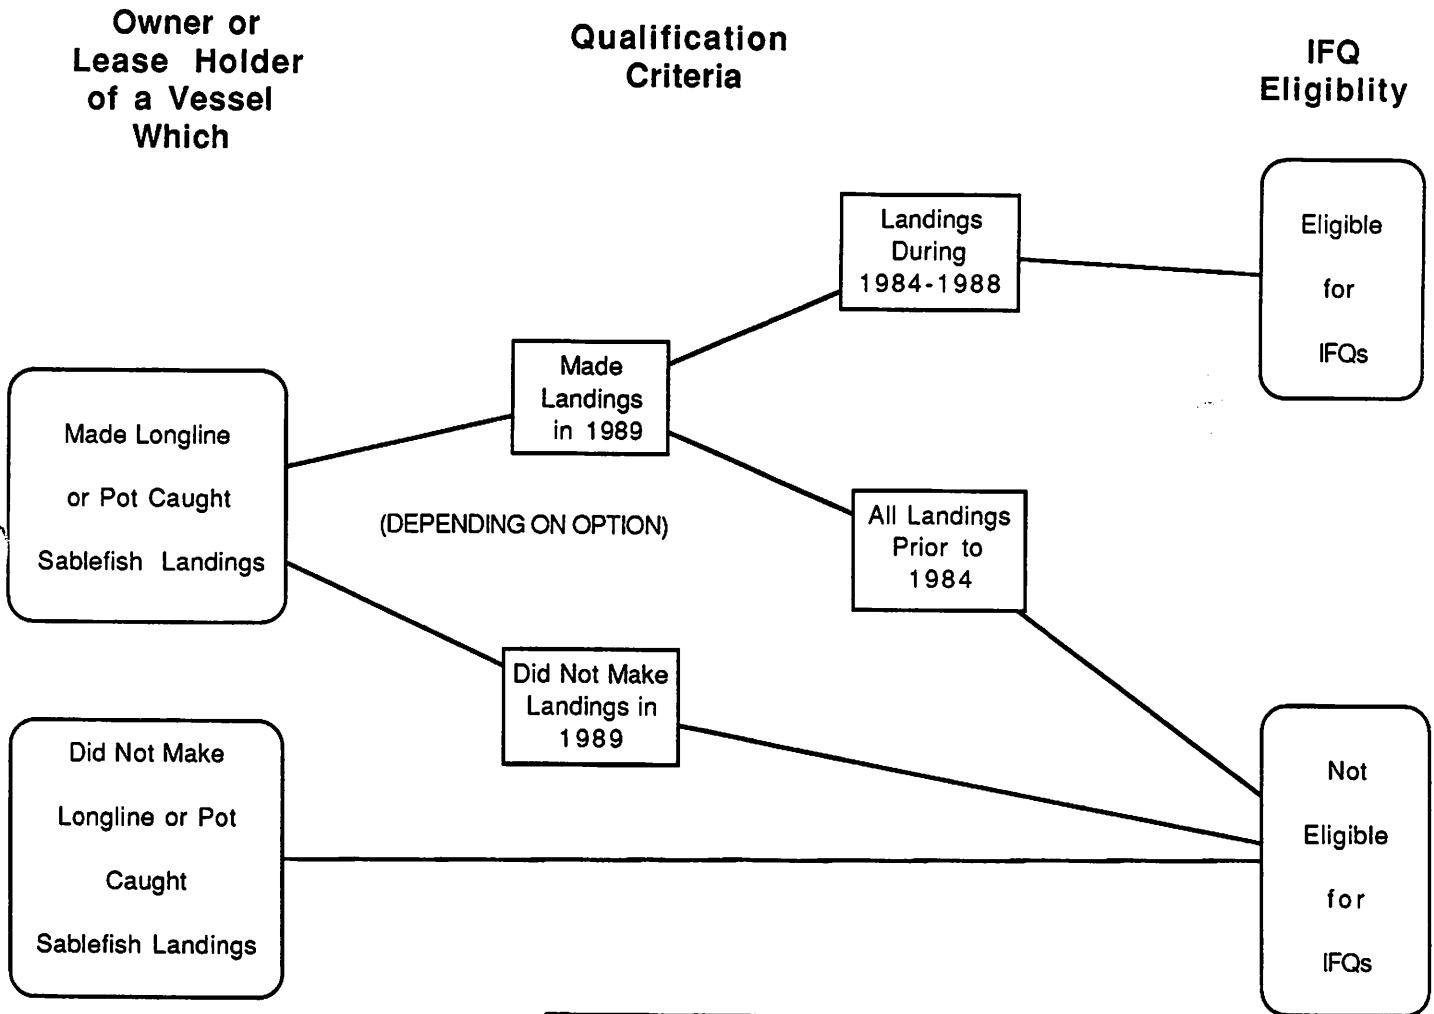 Owner or
Lease Holder
of a Vessel
Which
Qualification
Criteria
IFQ
Eligiblity
Landings
During
1984-1988
Eligible
for
IFQs
Made
Landings
in 1989
Made Longline
or Pot Caught
Sablefish Landings
(DEPENDING ON OPTION)
All Landings
Prior to
1984
Did Not Make
Landings in
1989
Did Not Make
Longline or Pot
Caught
Sablefish Landings
Not
Eligible
for
IFQs